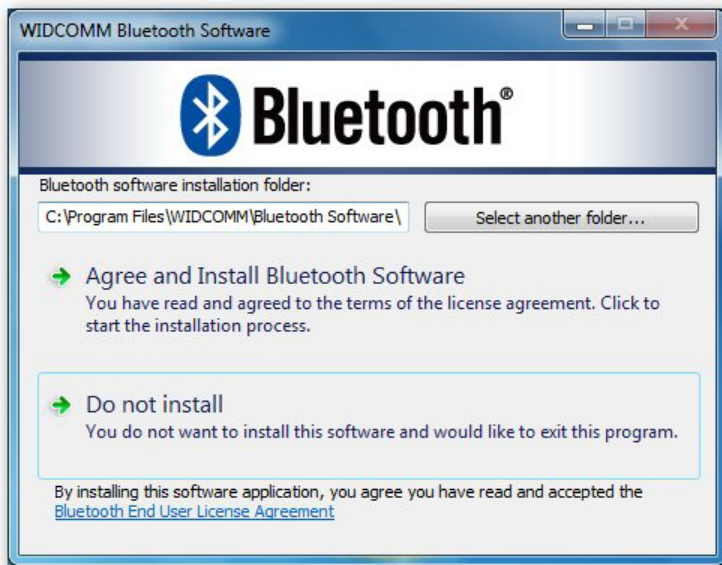 WIDCOMM Bluetooth Software
Bluetooth®
Bluetooth software installation folder:
C:\Program Files\WIDCOMM\Bluetooth Software\
Select another folder...
Agree and Install Bluetooth Software
You have read and agreed to the terms of the license agreement. Click to
start the installation process.
Do not install
You do not want to install this software and would like to exit this program.
By installing this software application, you agree you have read and accepted the
Bluetooth End User License Agreement